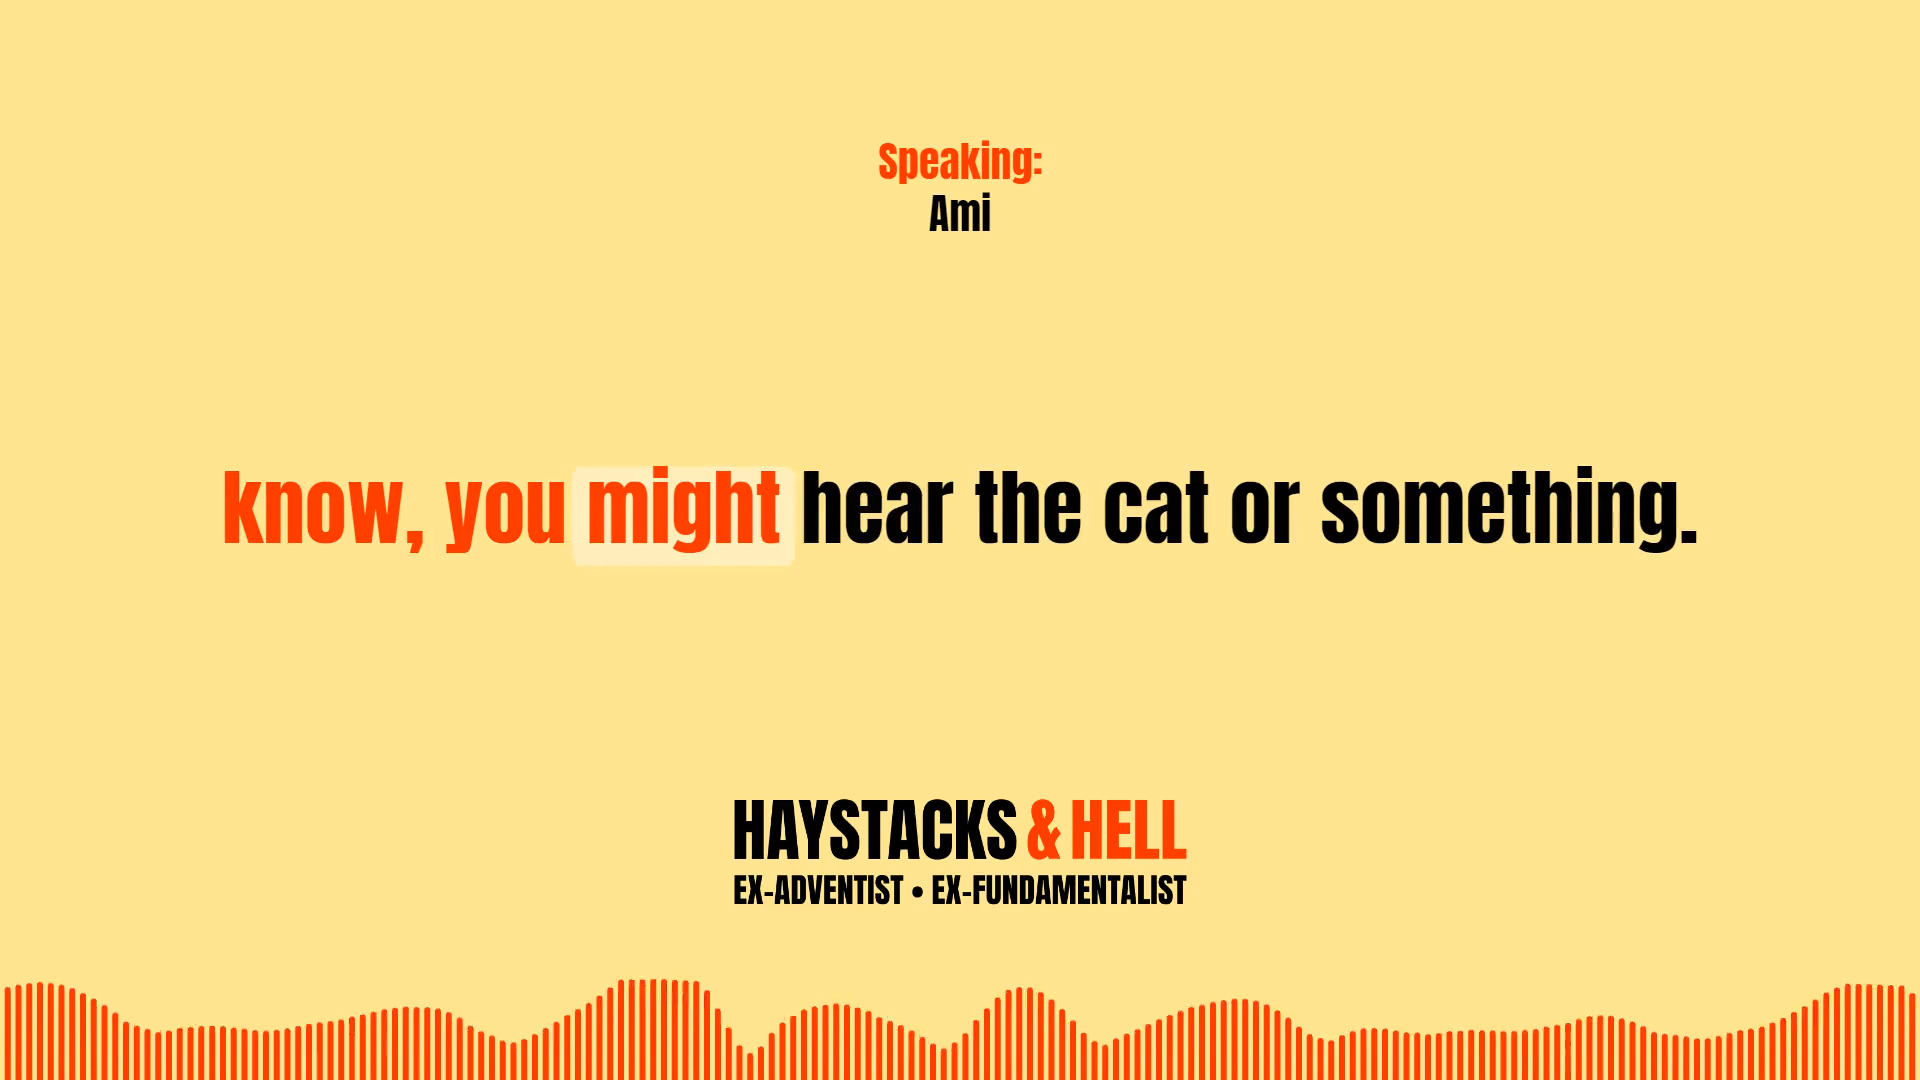 Speaking:
Ami
know, you might hear the cat or something.
HAYSTACKS & HELL
EX-ADVENTIST • EX-FUNDAMENTALIST